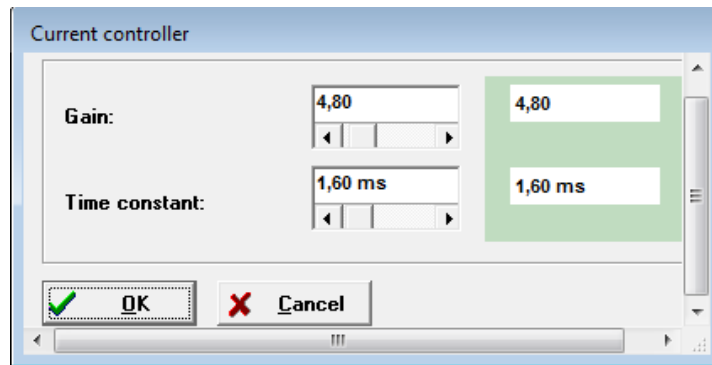 Current controller
Gain:
4,80
4,80
Time constant:
1,60 ms
1,60 ms
OK
Cancel